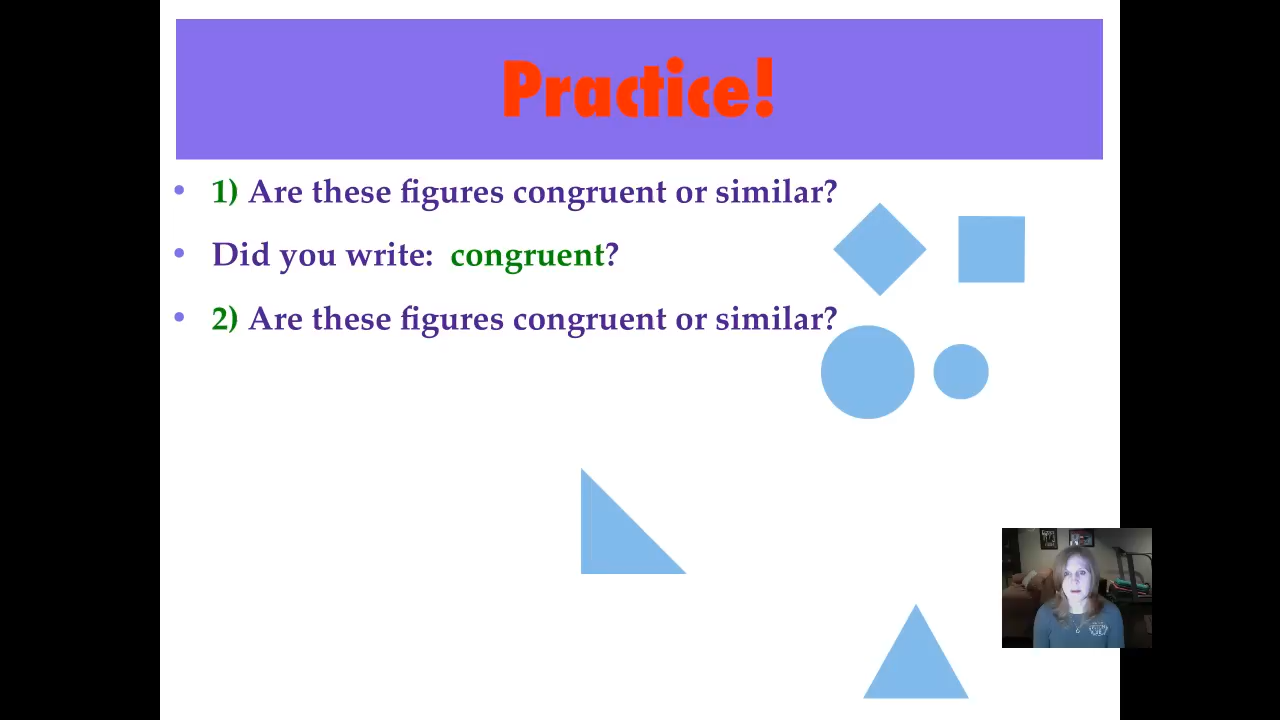 Practice!
• 1) Are these figures congruent or similar?
• Did you write: congruent?
• 2) Are these figures congruent or similar?